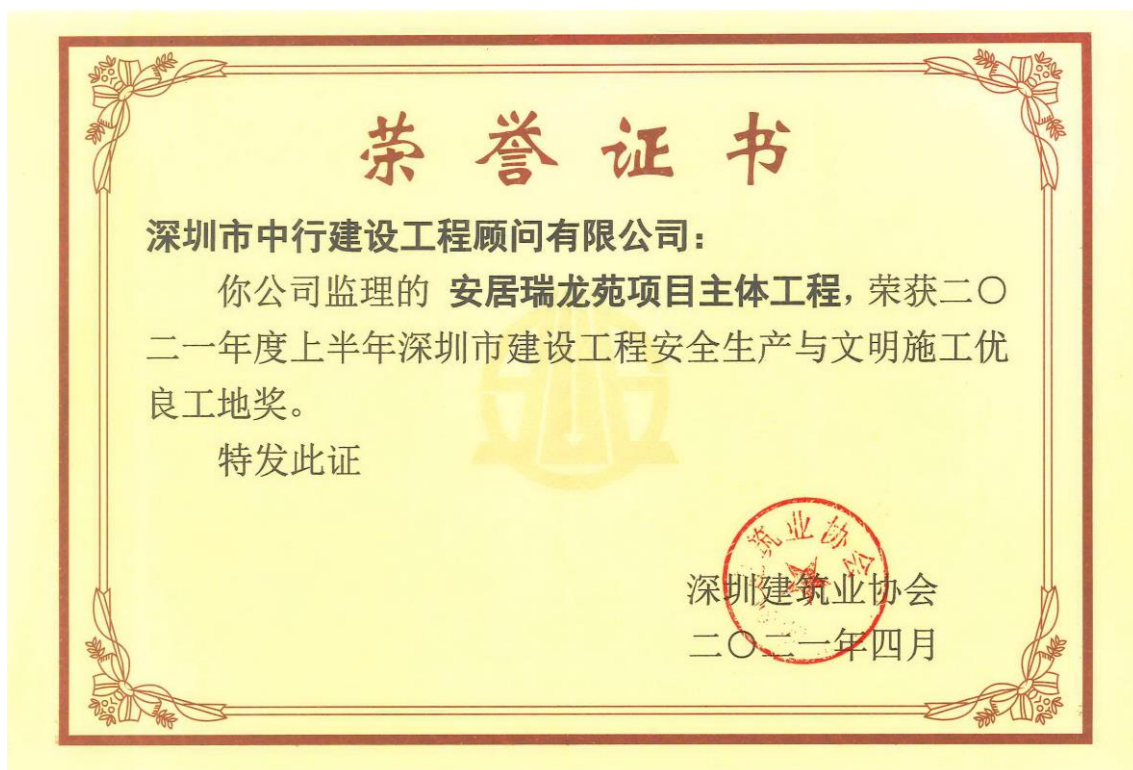 荣誉证书
深圳市中行建设工程顾问有限公司：
你公司监理的 安居瑞龙苑项目主体工程，荣获二〇
二一年度上半年深圳市建设工程安全生产与文明施工优
良工地奖。
特发此证
筑业协会
深圳建筑业协会
二〇二一年四月